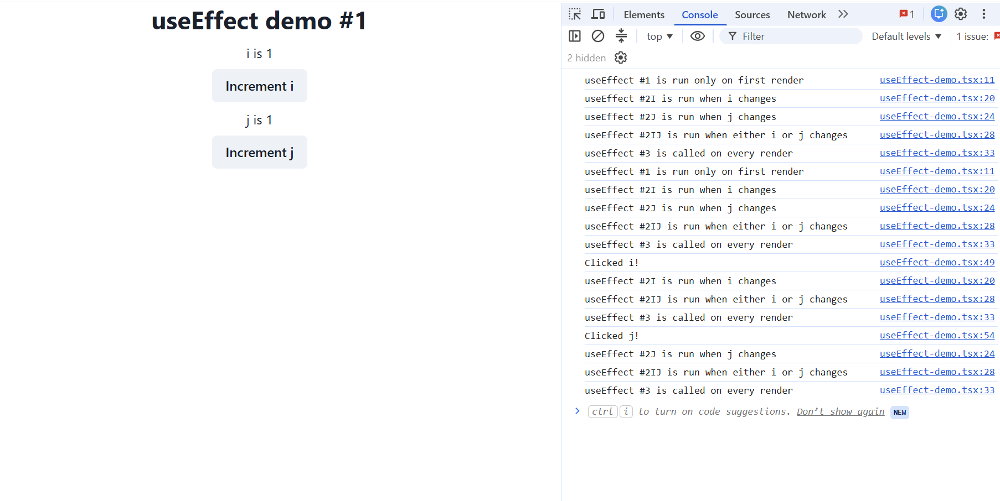 useEffect demo #1
i is 1
Increment i
j is 1
Increment j
Elements Console Sources Network 1
top Filter Default levels 1 issue:
2 hidden
useEffect #1 is run only on first render useEffect-demo.tsx:11
useEffect #2I is run when i changes useEffect-demo.tsx:20
useEffect #2J is run when j changes useEffect-demo.tsx:24
useEffect #2IJ is run when either i or j changes useEffect-demo.tsx:28
useEffect #3 is called on every render useEffect-demo.tsx:33
useEffect #1 is run only on first render useEffect-demo.tsx:11
useEffect #2I is run when i changes useEffect-demo.tsx:20
useEffect #2J is run when j changes useEffect-demo.tsx:24
useEffect #2IJ is run when either i or j changes useEffect-demo.tsx:28
useEffect #3 is called on every render useEffect-demo.tsx:33
Clicked i! useEffect-demo.tsx:49
useEffect #2I is run when i changes useEffect-demo.tsx:20
useEffect #2IJ is run when either i or j changes useEffect-demo.tsx:28
useEffect #3 is called on every render useEffect-demo.tsx:33
Clicked j! useEffect-demo.tsx:54
useEffect #2J is run when j changes useEffect-demo.tsx:24
useEffect #2IJ is run when either i or j changes useEffect-demo.tsx:28
useEffect #3 is called on every render useEffect-demo.tsx:33
ctrl i to turn on code suggestions. Don't show again NEW